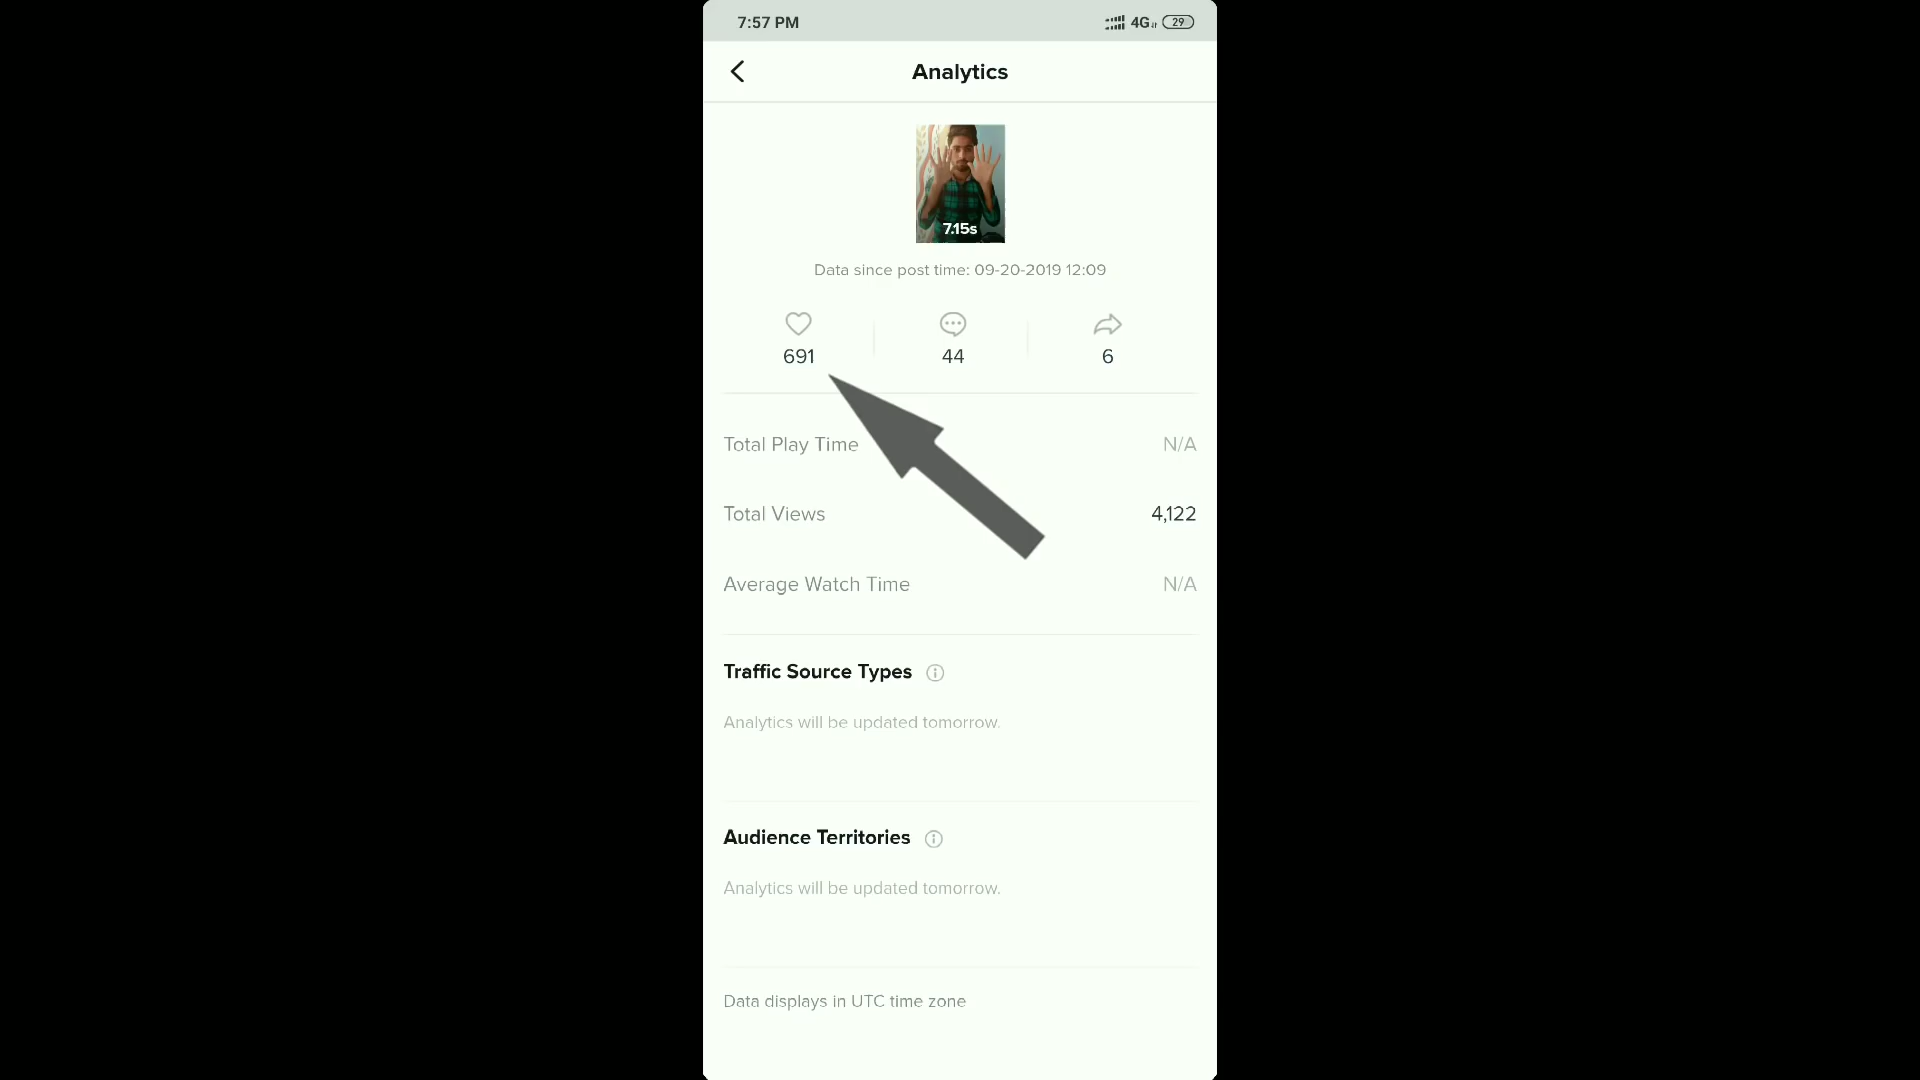 7:57 PM
4G 29
Analytics
7.15s
Data since post time: 09-20-2019 12:09
691 44 6
Total Play Time N/A
Total Views 4,122
Average Watch Time N/A
Traffic Source Types
Analytics will be updated tomorrow.
Audience Territories
Analytics will be updated tomorrow.
Data displays in UTC time zone